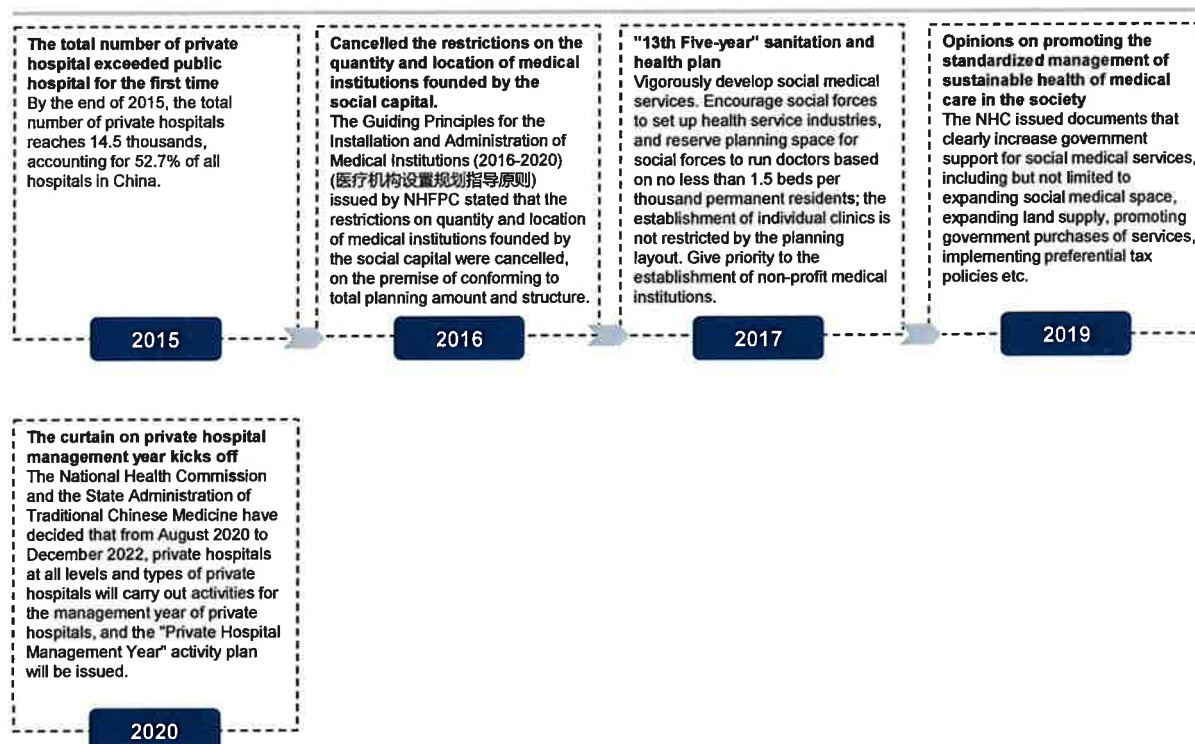 The total number of private
hospital exceeded public
hospital for the first time
By the end of 2015, the total
number of private hospitals
reaches 14.5 thousands,
accounting for 52.7% of all
hospitals in China.
2015
Cancelled the restrictions on the
quantity and location of medical
institutions founded by the
social capital.
The Guiding Principles for the
Installation and Administration of
Medical Institutions (2016-2020)
(医疗机构设置规划指导原则)
issued by NHFPC stated that the
restrictions on quantity and location
of medical institutions founded by
the social capital were cancelled,
on the premise of conforming to
total planning amount and structure.
2016
"13th Five-year" sanitation and
health plan
Vigorously develop social medical
services. Encourage social forces
to set up health service industries,
and reserve planning space for
social forces to run doctors based
on no less than 1.5 beds per
thousand permanent residents; the
establishment of individual clinics is
not restricted by the planning
layout. Give priority to the
establishment of non-profit medical
institutions.
2017
Opinions on promoting the
standardized management of
sustainable health of medical
care in the society
The NHC issued documents that
clearly increase government
support for social medical services,
including but not limited to
expanding social medical space,
expanding land supply, promoting
government purchases of services,
implementing preferential tax
policies etc.
2019
The curtain on private hospital
management year kicks off
The National Health Commission
and the State Administration of
Traditional Chinese Medicine have
decided that from August 2020 to
December 2022, private hospitals
at all levels and types of private
hospitals will carry out activities for
the management year of private
hospitals, and the "Private Hospital
Management Year" activity plan
will be issued.
2020